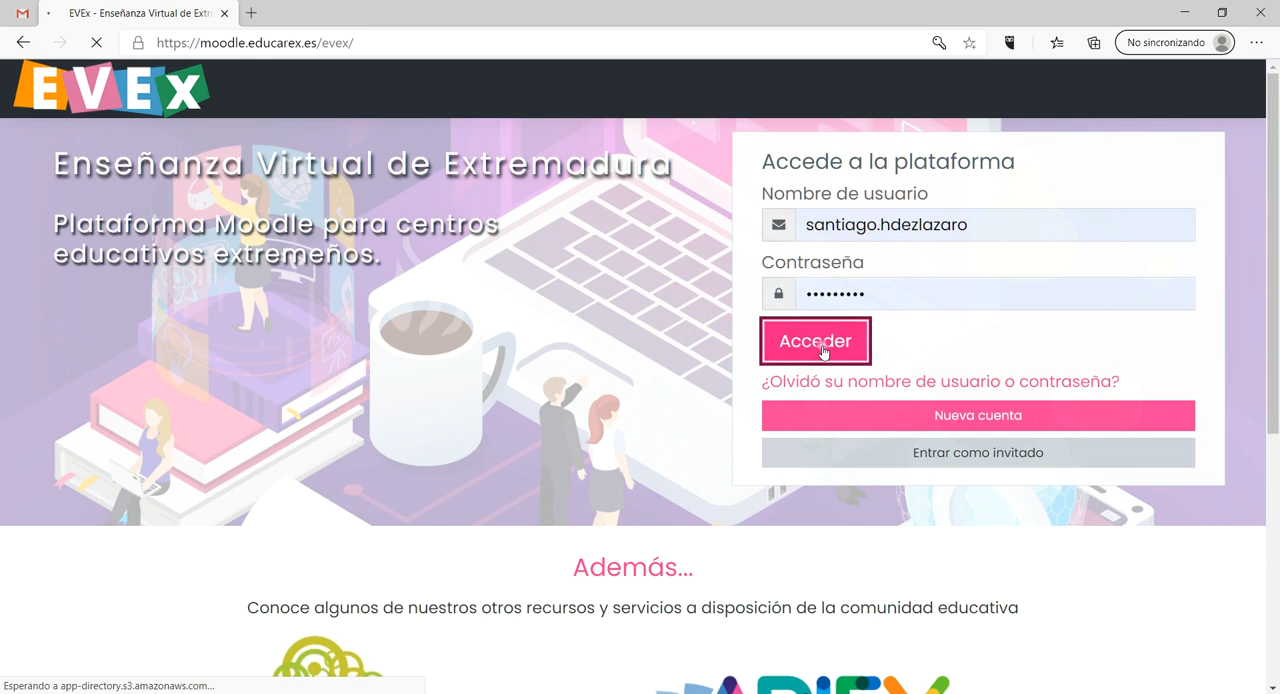 EVEx - Enseñanza Virtual de Extr
https://moodle.educarex.es/evex/
No sincronizando
EVEx
Enseñanza Virtual de Extremadura
Plataforma Moodle para centros
educativos extremeños.
Accede a la plataforma
Nombre de usuario
santiago.hdezlazaro
Contraseña
•••••••••
Acceder
¿Olvidó su nombre de usuario o contraseña?
Nueva cuenta
Entrar como invitado
Además...
Conoce algunos de nuestros otros recursos y servicios a disposición de la comunidad educativa
Esperando a app-directory.s3.amazonaws.com...